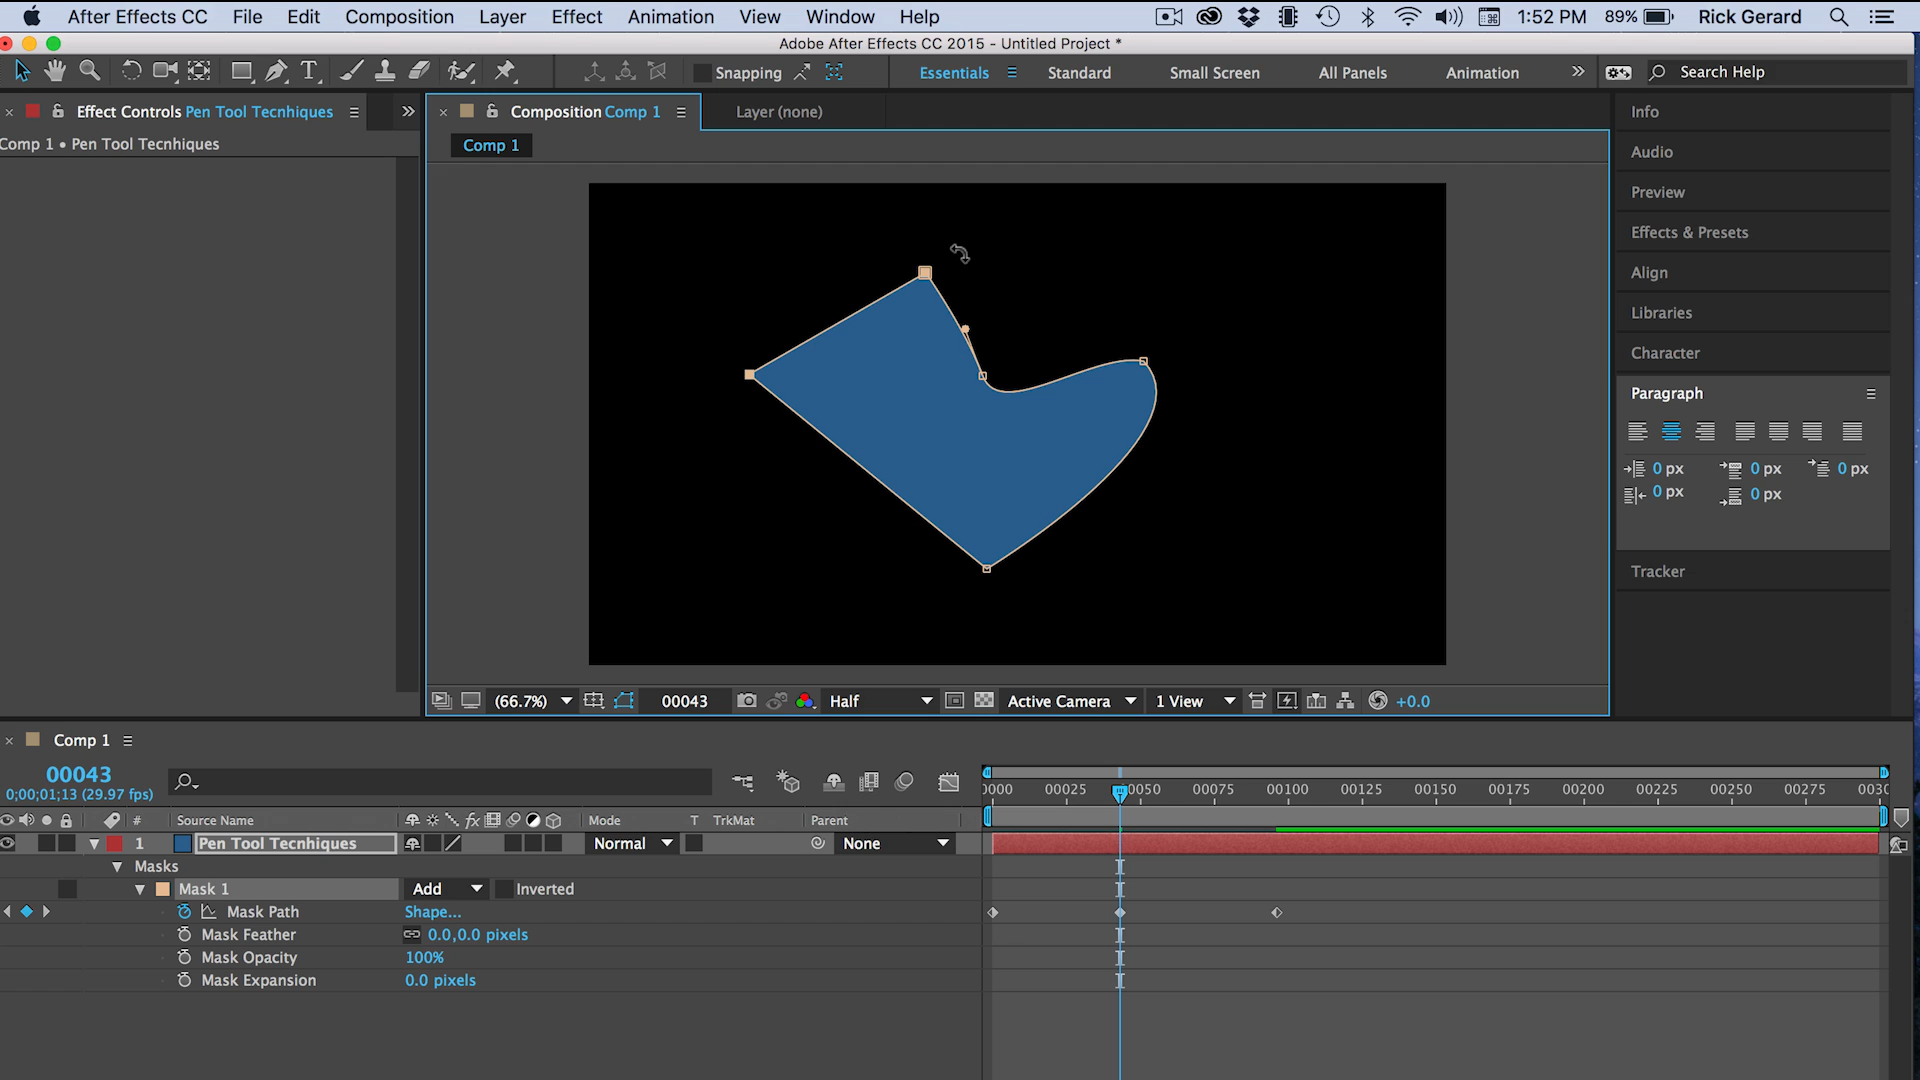 After Effects CC File Edit Composition Layer Effect Animation View Window Help 1:52 PM 89% Rick Gerard
Adobe After Effects CC 2015 - Untitled Project *
T Snapping Essentials Standard Small Screen All Panels Animation Search Help
Effect Controls Pen Tool Tecnhiques
Composition Comp 1
Layer (none)
Comp 1 • Pen Tool Tecnhiques
Comp 1
Info
Audio
Preview
Effects & Presets
Align
Libraries
Character
Paragraph
0 px 0 px 0 px
0 px 0 px
Tracker
(66.7%) 00043 Half Active Camera 1 View +0.0
Comp 1
00043
0;00;01;13 (29.97 fps)
0000 00025 00050 00075 00100 00125 00150 00175 00200 00225 00250 00275 0030
# Source Name fx Mode T TrkMat Parent
1 Pen Tool Tecnhiques Normal None
Masks
Mask 1 Add Inverted
Mask Path Shape...
Mask Feather 0.0,0.0 pixels
Mask Opacity 100%
Mask Expansion 0.0 pixels